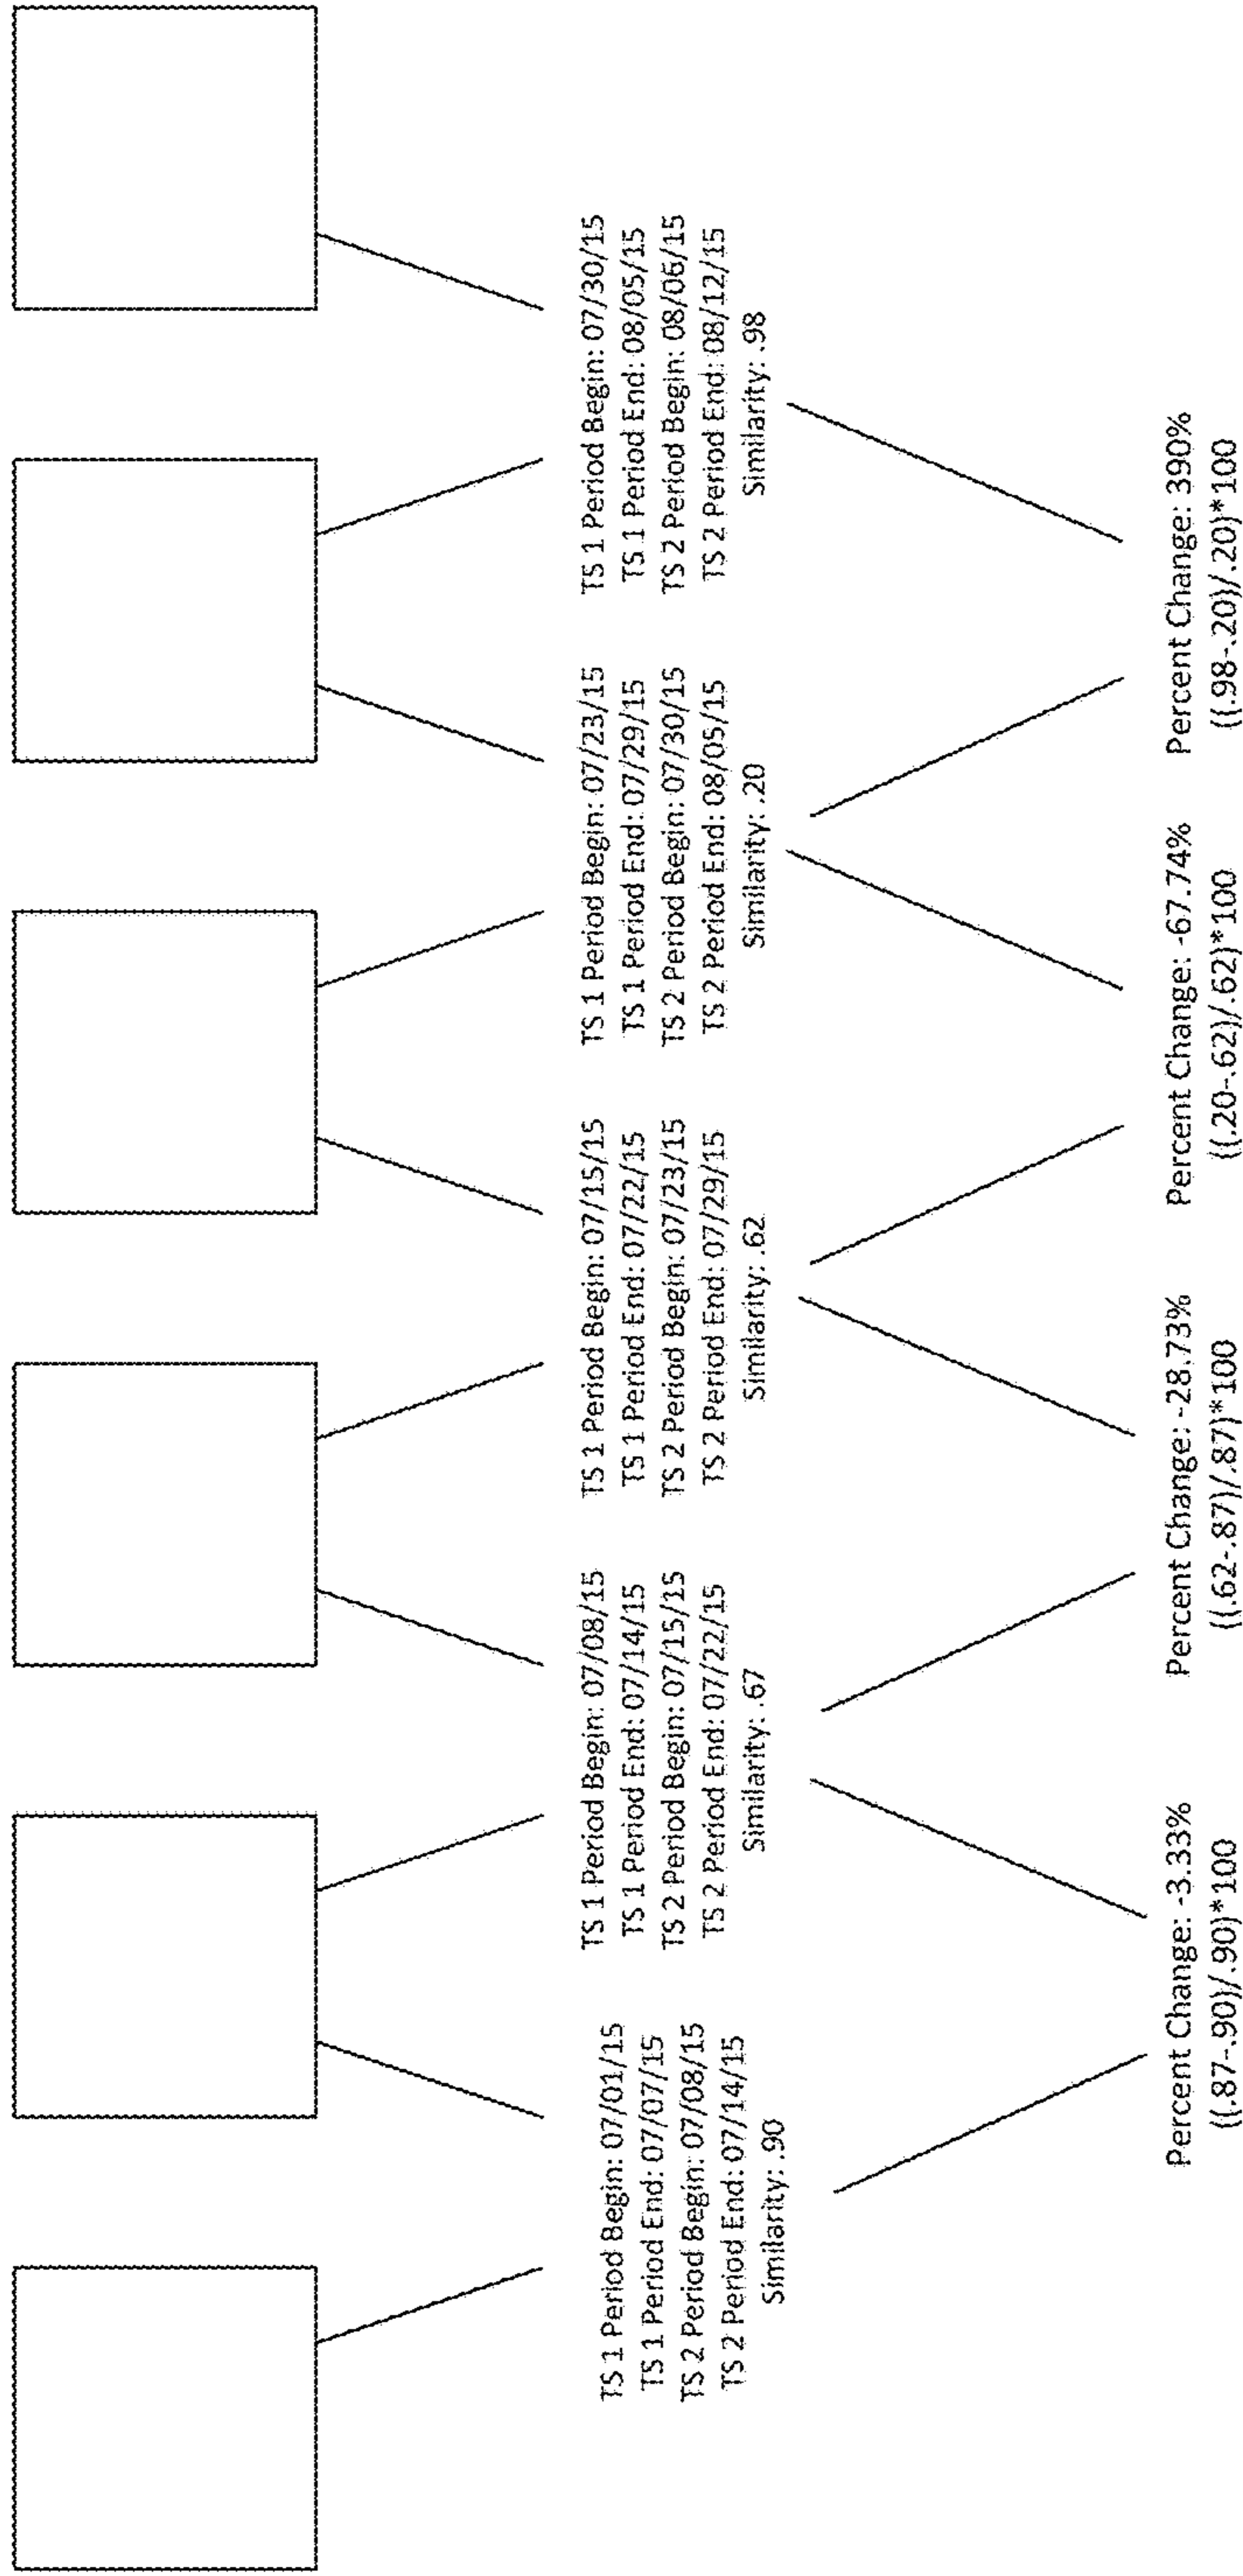 TS 1 Period Begin: 07/01/15
TS 1 Period End: 07/07/15
TS 2 Period Begin: 07/08/15
TS 2 Period End: 07/14/15
Similarity: .90
TS 1 Period Begin: 07/08/15
TS 1 Period End: 07/14/15
TS 2 Period Begin: 07/15/15
TS 2 Period End: 07/22/15
Similarity: .67
TS 1 Period Begin: 07/15/15
TS 1 Period End: 07/22/15
TS 2 Period Begin: 07/23/15
TS 2 Period End: 07/29/15
Similarity: .62
TS 1 Period Begin: 07/23/15
TS 1 Period End: 07/29/15
TS 2 Period Begin: 07/30/15
TS 2 Period End: 08/05/15
Similarity: .20
TS 1 Period Begin: 07/30/15
TS 1 Period End: 08/05/15
TS 2 Period Begin: 08/06/15
TS 2 Period End: 08/12/15
Similarity: .98
Percent Change: -3.33%
((.87-.90)/.90)*100
Percent Change: -28.73%
((.62-.87)/.87)*100
Percent Change: -67.74%
((.20-.62)/.62)*100
Percent Change: 390%
((.98-.20)/.20)*100